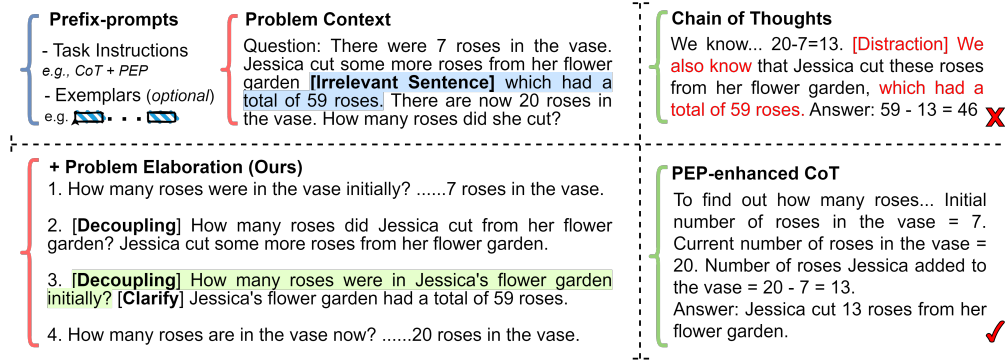 Prefix-prompts
- Task Instructions
e.g., CoT + PEP
- Exemplars (optional)
e.g.
Problem Context
Question: There were 7 roses in the vase.
Jessica cut some more roses from her flower
garden [Irrelevant Sentence] which had a
total of 59 roses. There are now 20 roses in
the vase. How many roses did she cut?
Chain of Thoughts
We know... 20-7=13. [Distraction] We
also know that Jessica cut these roses
from her flower garden, which had a
total of 59 roses. Answer: 59 - 13 = 46
+ Problem Elaboration (Ours)
1. How many roses were in the vase initially? ......7 roses in the vase.
2. [Decoupling] How many roses did Jessica cut from her flower
garden? Jessica cut some more roses from her flower garden.
3. [Decoupling] How many roses were in Jessica's flower garden
initially? [Clarify] Jessica's flower garden had a total of 59 roses.
4. How many roses are in the vase now? ......20 roses in the vase.
PEP-enhanced CoT
To find out how many roses... Initial
number of roses in the vase = 7.
Current number of roses in the vase =
20. Number of roses Jessica added to
the vase = 20 - 7 = 13.
Answer: Jessica cut 13 roses from her
flower garden.